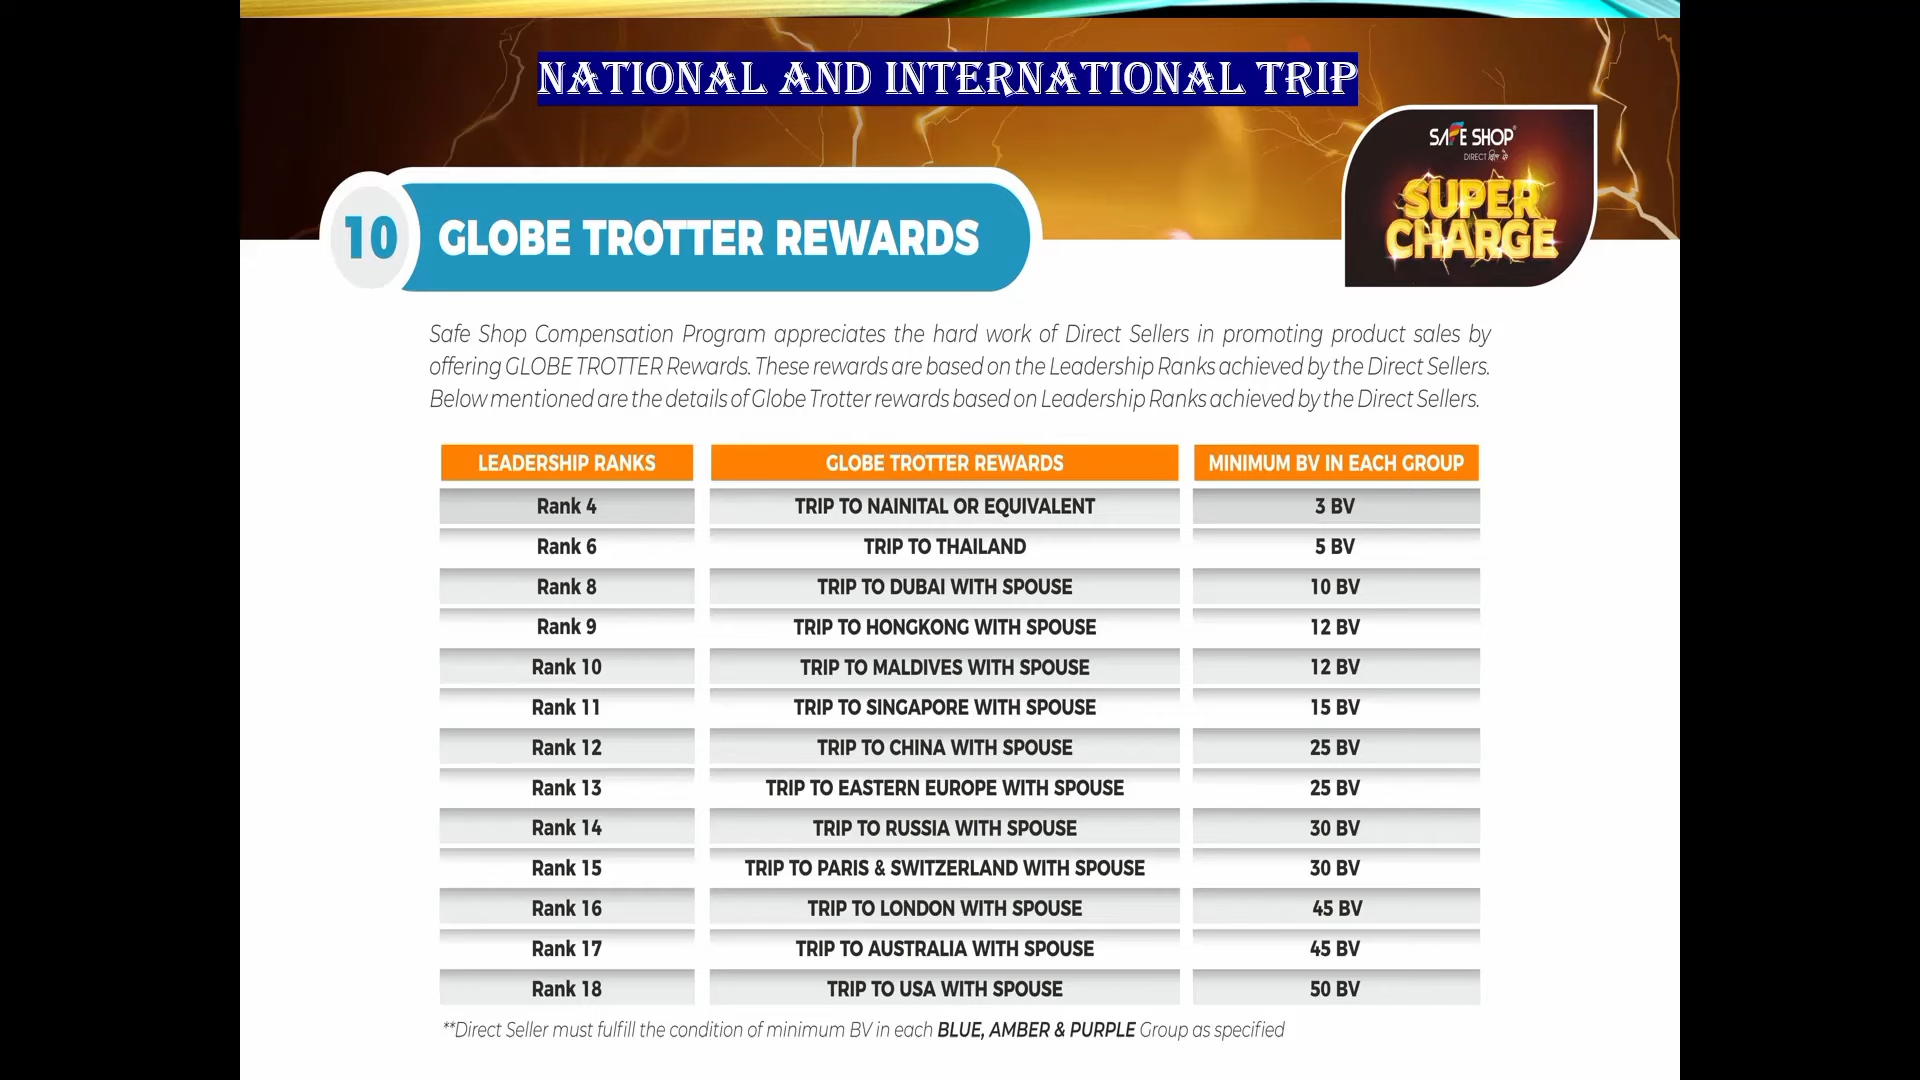 NATIONAL AND INTERNATIONAL TRIP
SAFE SHOP
DIRECT दिल से
SUPER
CHARGE
10 GLOBE TROTTER REWARDS
Safe Shop Compensation Program appreciates the hard work of Direct Sellers in promoting product sales by
offering GLOBE TROTTER Rewards. These rewards are based on the Leadership Ranks achieved by the Direct Sellers.
Below mentioned are the details of Globe Trotter rewards based on Leadership Ranks achieved by the Direct Sellers.
LEADERSHIP RANKS GLOBE TROTTER REWARDS MINIMUM BV IN EACH GROUP
Rank 4 TRIP TO NAINITAL OR EQUIVALENT 3 BV
Rank 6 TRIP TO THAILAND 5 BV
Rank 8 TRIP TO DUBAI WITH SPOUSE 10 BV
Rank 9 TRIP TO HONGKONG WITH SPOUSE 12 BV
Rank 10 TRIP TO MALDIVES WITH SPOUSE 12 BV
Rank 11 TRIP TO SINGAPORE WITH SPOUSE 15 BV
Rank 12 TRIP TO CHINA WITH SPOUSE 25 BV
Rank 13 TRIP TO EASTERN EUROPE WITH SPOUSE 25 BV
Rank 14 TRIP TO RUSSIA WITH SPOUSE 30 BV
Rank 15 TRIP TO PARIS & SWITZERLAND WITH SPOUSE 30 BV
Rank 16 TRIP TO LONDON WITH SPOUSE 45 BV
Rank 17 TRIP TO AUSTRALIA WITH SPOUSE 45 BV
Rank 18 TRIP TO USA WITH SPOUSE 50 BV
**Direct Seller must fulfill the condition of minimum BV in each BLUE, AMBER & PURPLE Group as specified